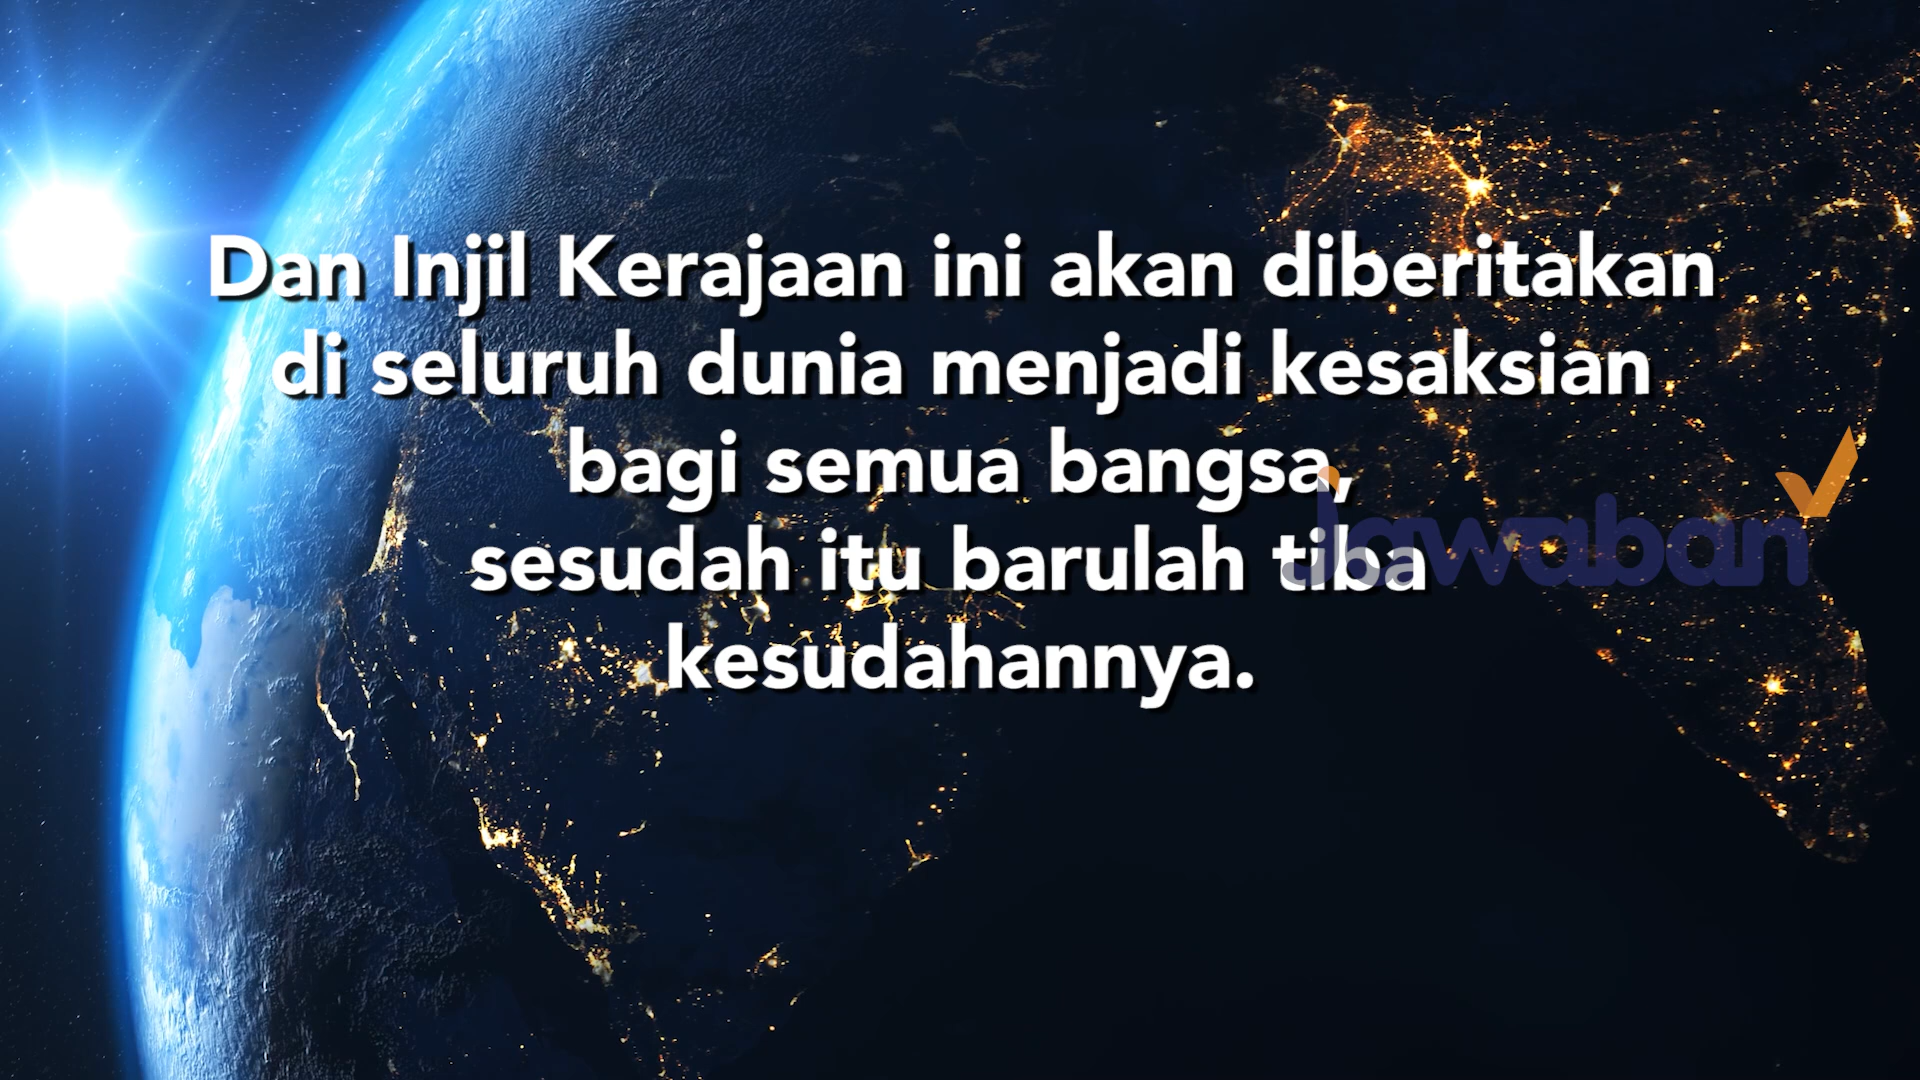 Dan Injil Kerajaan ini akan diberitakan
di seluruh dunia menjadi kesaksian
bagi semua bangsa,
sesudah itu barulah tiba
kesudahannya.
Jawaban